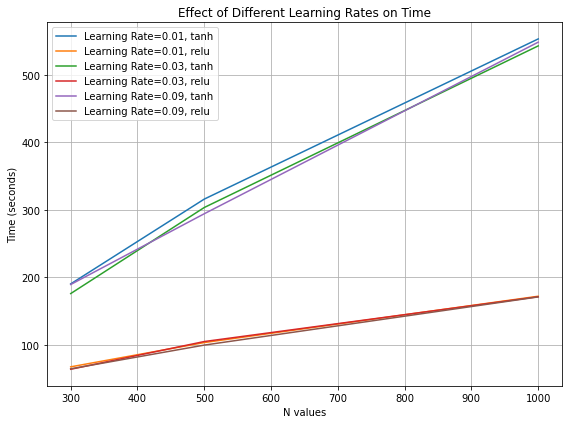 Effect of Different Learning Rates on Time
Learning Rate=0.01, tanh
Learning Rate=0.01, relu
Learning Rate=0.03, tanh
Learning Rate=0.03, relu
Learning Rate=0.09, tanh
Learning Rate=0.09, relu
Time (seconds)
500
400
300
200
100
300 400 500 600 700 800 900 1000
N values